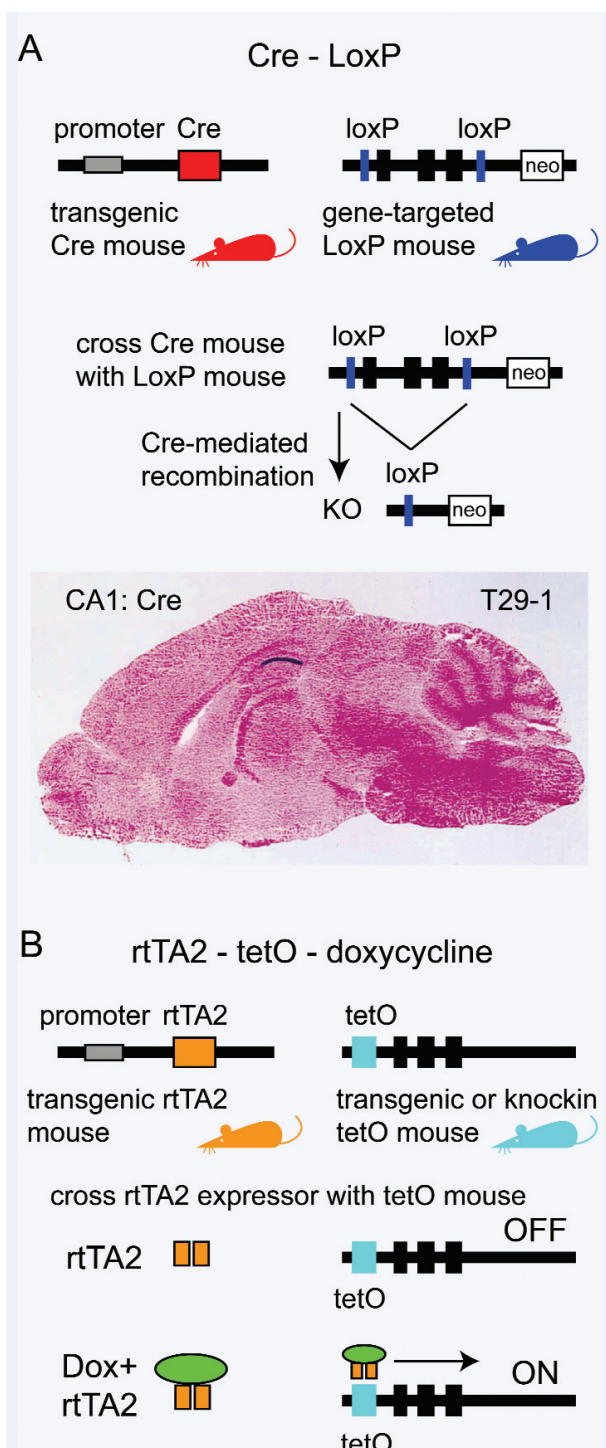 A
Cre - LoxP
promoter Cre
loxP loxP
neo
transgenic
Cre mouse
gene-targeted
LoxP mouse
cross Cre mouse
with LoxP mouse
loxP loxP
neo
Cre-mediated
recombination
loxP
KO
neo
CA1: Cre T29-1
B
rtTA2 - tetO - doxycycline
promoter rtTA2
tetO
transgenic rtTA2
mouse
transgenic or knockin
tetO mouse
cross rtTA2 expressor with tetO mouse
rtTA2
OFF
tetO
Dox+
rtTA2
ON
tetO